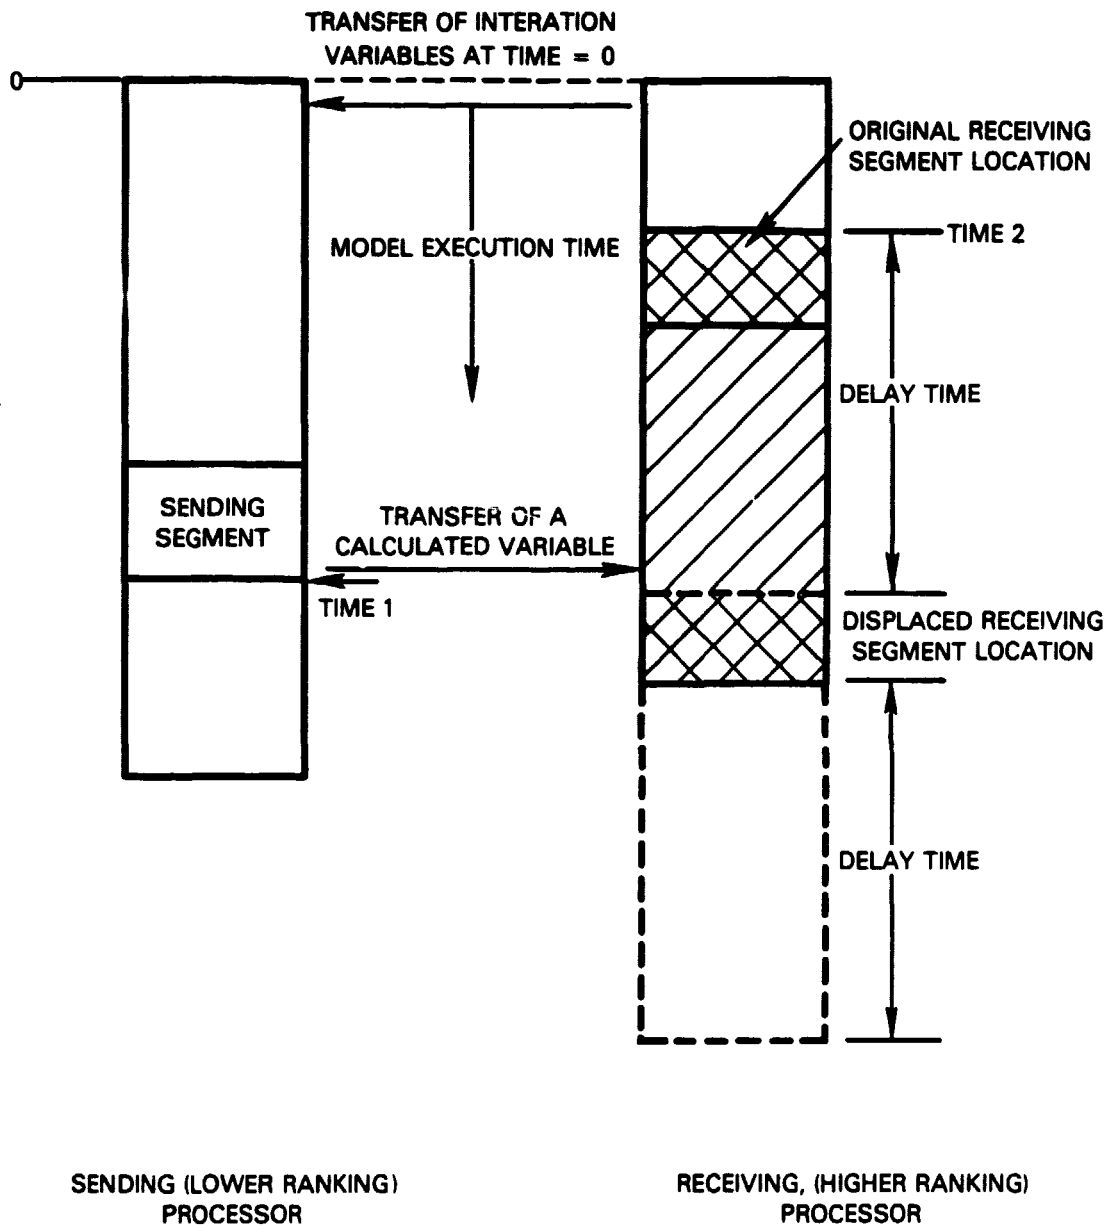 TRANSFER OF INTERATION
VARIABLES AT TIME = 0
0
ORIGINAL RECEIVING
SEGMENT LOCATION
TIME 2
MODEL EXECUTION TIME
DELAY TIME
SENDING
SEGMENT
TRANSFER OF A
CALCULATED VARIABLE
TIME 1
DISPLACED RECEIVING
SEGMENT LOCATION
DELAY TIME
SENDING (LOWER RANKING)
PROCESSOR
RECEIVING, (HIGHER RANKING)
PROCESSOR